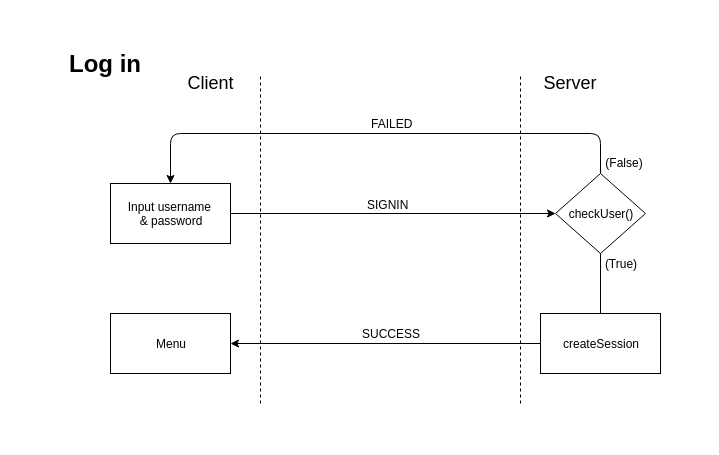 Log in
Client
Server
FAILED
(False)
Input username
& password
SIGNIN
checkUser()
(True)
SUCCESS
Menu
createSession